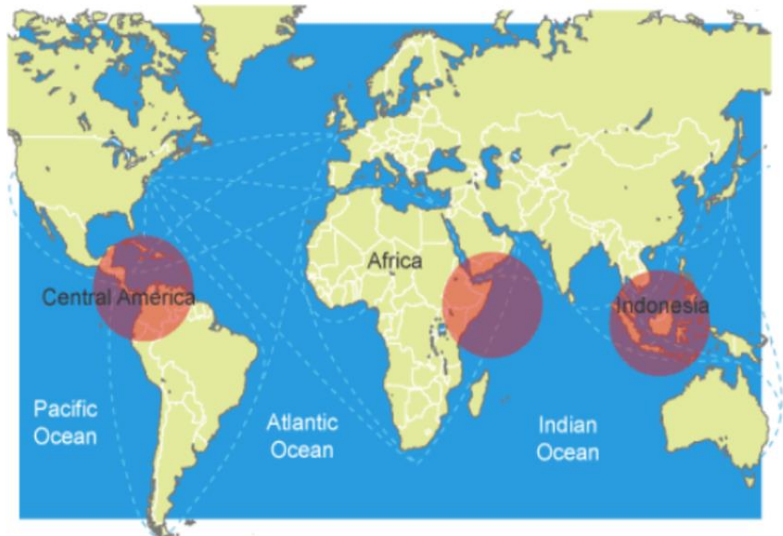 Africa
Central America
Indonesia
Pacific
Ocean
Atlantic
Ocean
Indian
Ocean